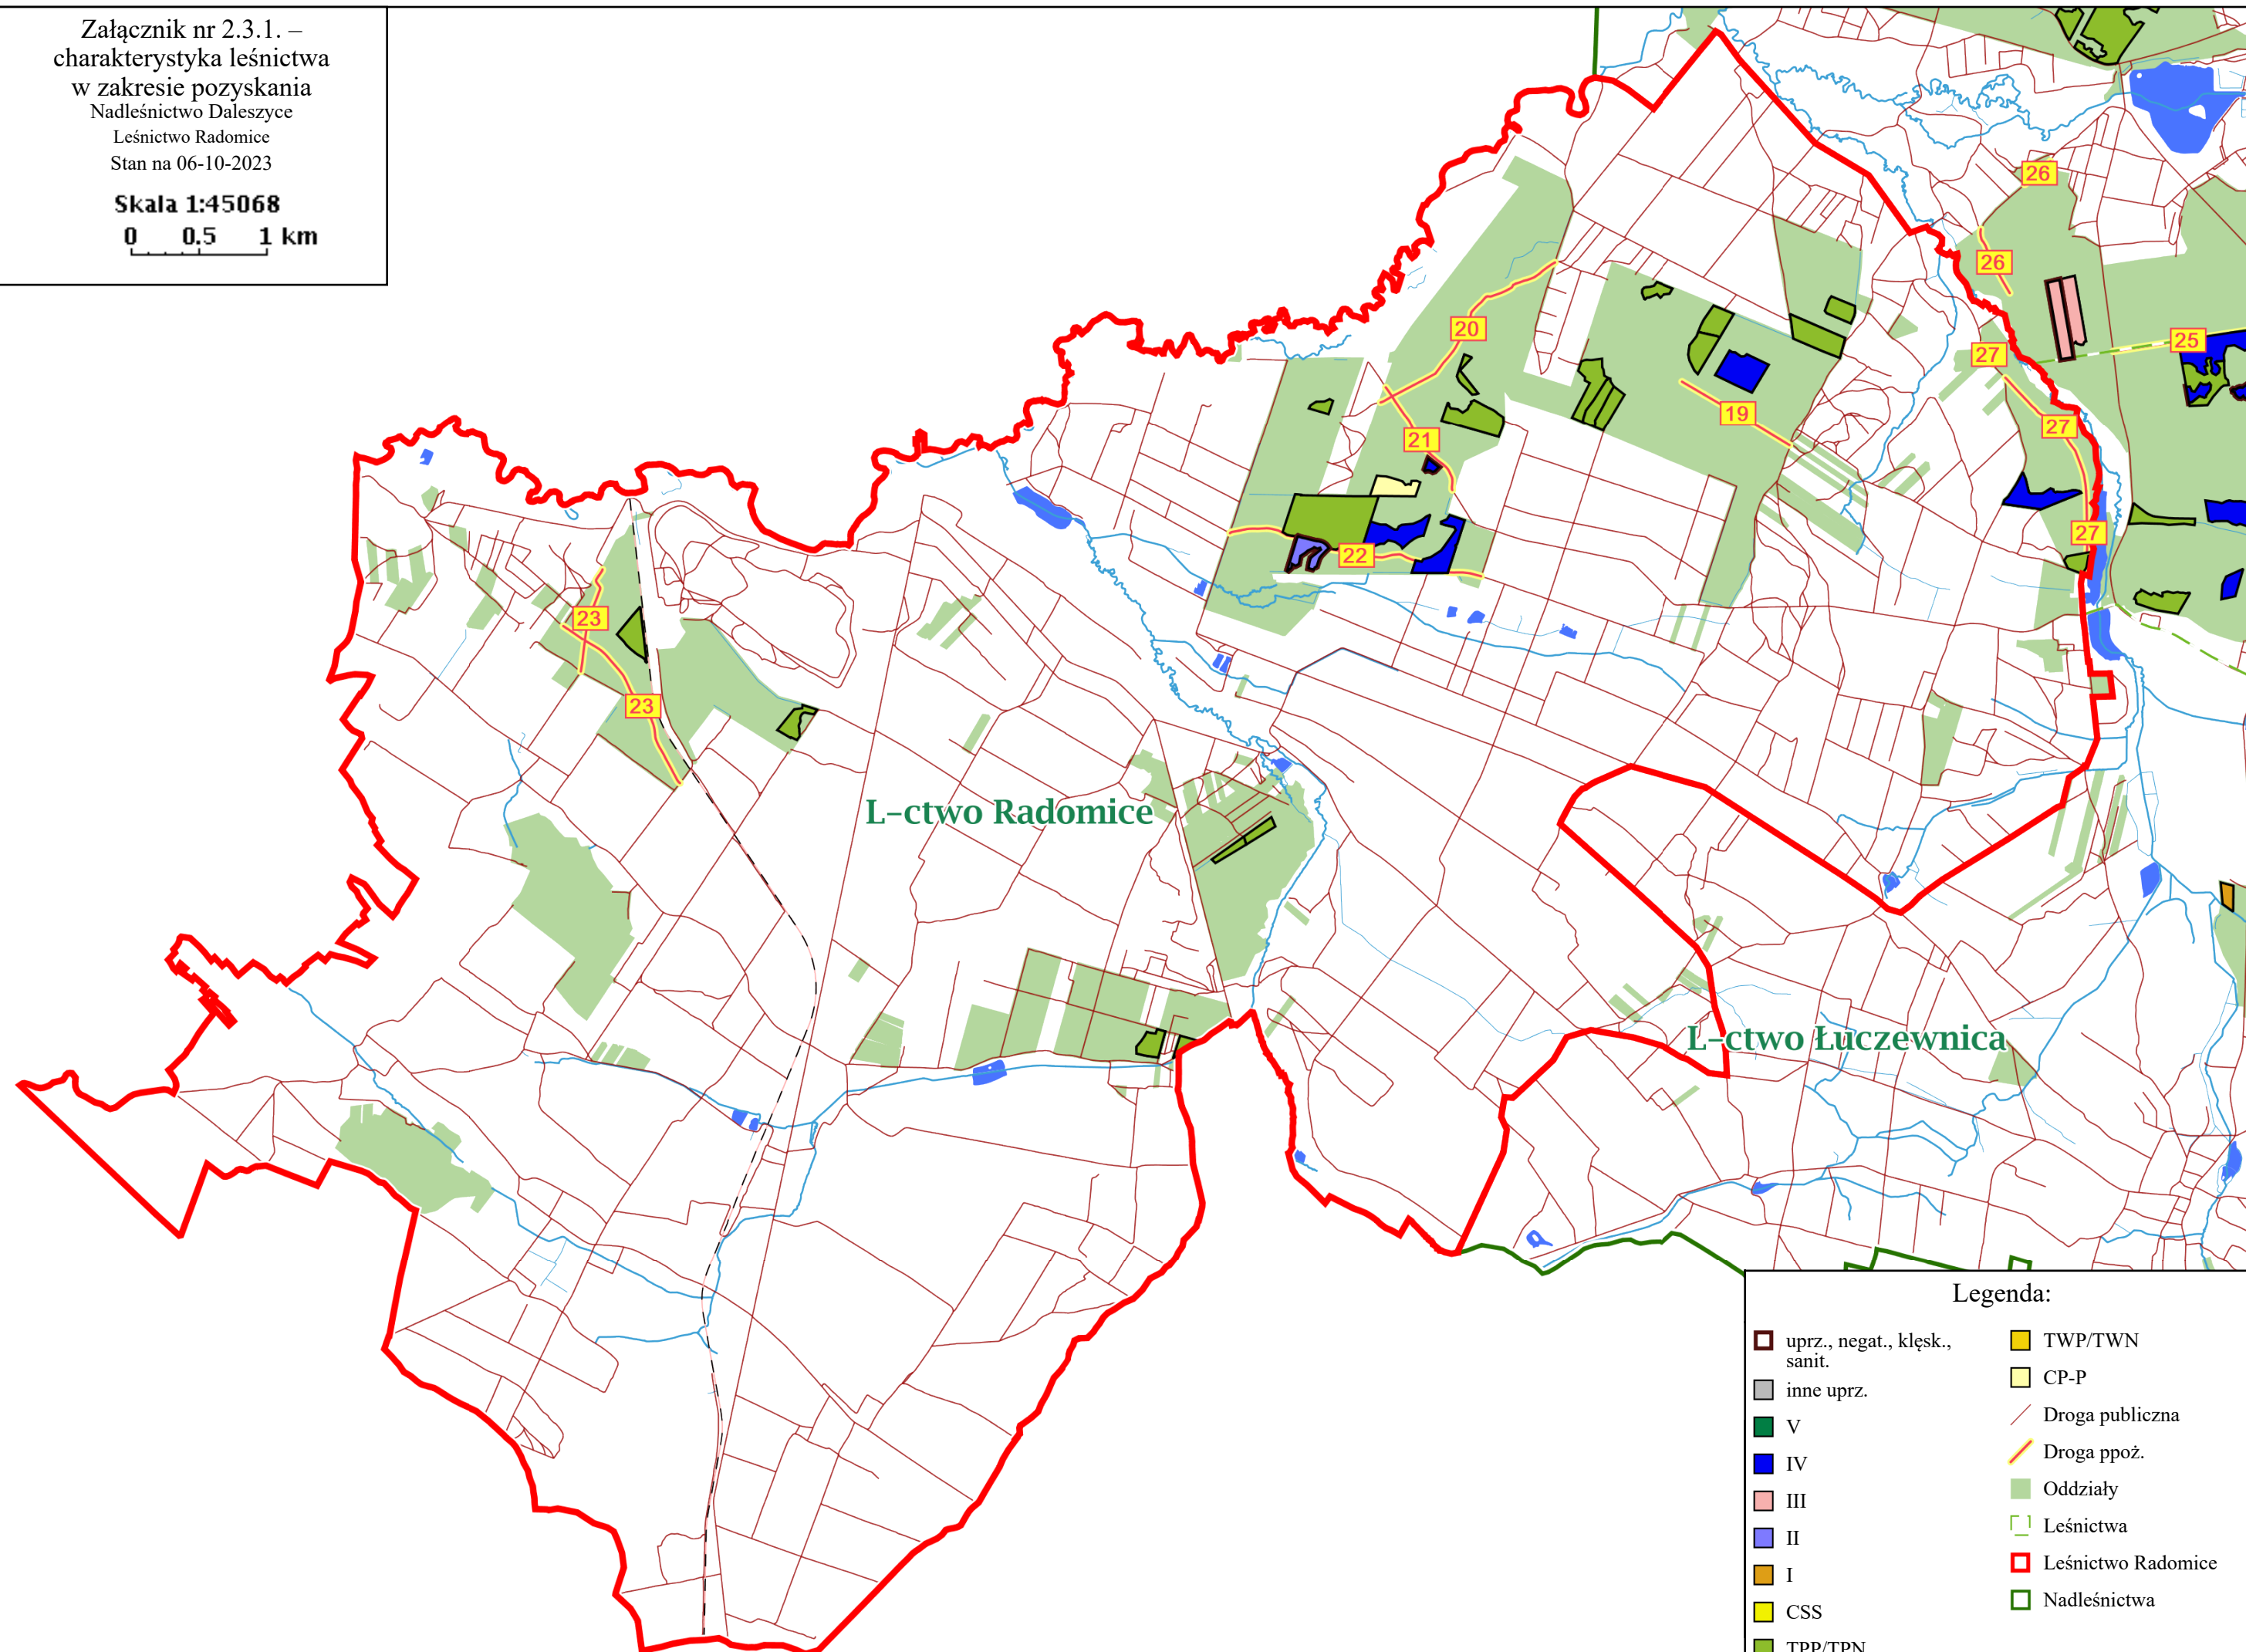 Załącznik nr 2.3.1. –
charakterystyka leśnictwa
w zakresie pozyskania
Nadleśnictwo Daleszyce
Leśnictwo Radomice
Stan na 06-10-2023
Skala 1:45068
0 0.5 1 km
26
26
20
25
27
19
27
21
27
22
23
23
L-ctwo Radomice
L-ctwo Łuczewnica
Legenda:
uprz., negat., klęsk.,
sanit.
inne uprz.
V
IV
III
II
I
CSS
TPP/TPN
TWP/TWN
CP-P
Droga publiczna
Droga ppoż.
Oddziały
Leśnictwa
Leśnictwo Radomice
Nadleśnictwa